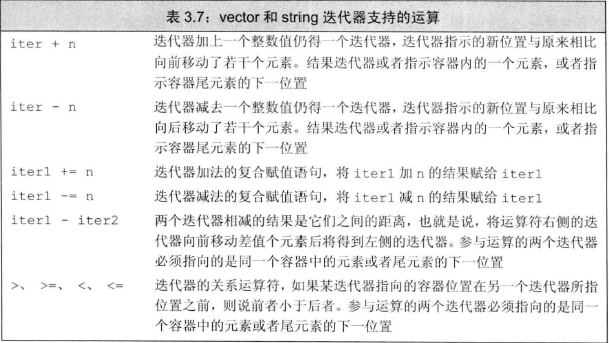 表 3.7：vector 和 string 迭代器支持的运算
iter + n 迭代器加上一个整数值仍得一个迭代器，迭代器指示的新位置与原来相比
向前移动了若干个元素。结果迭代器或者指示容器内的一个元素，或者指
示容器尾元素的下一位置
iter - n 迭代器减去一个整数值仍得一个迭代器，迭代器指示的新位置与原来相比
向后移动了若干个元素。结果迭代器或者指示容器内的一个元素，或者指
示容器尾元素的下一位置
iter1 += n 迭代器加法的复合赋值语句，将 iter1 加 n 的结果赋给 iter1
iter1 -= n 迭代器减法的复合赋值语句，将 iter1 减 n 的结果赋给 iter1
iter1 - iter2 两个迭代器相减的结果是它们之间的距离，也就是说，将运算符右侧的迭
代器向前移动差值个元素后将得到左侧的迭代器。参与运算的两个迭代器
必须指向的是同一个容器中的元素或者尾元素的下一位置
>、>=、<、<= 迭代器的关系运算符，如果某迭代器指向的容器位置在另一个迭代器所指
位置之前，则说前者小于后者。参与运算的两个迭代器必须指向的是同一
个容器中的元素或者尾元素的下一位置